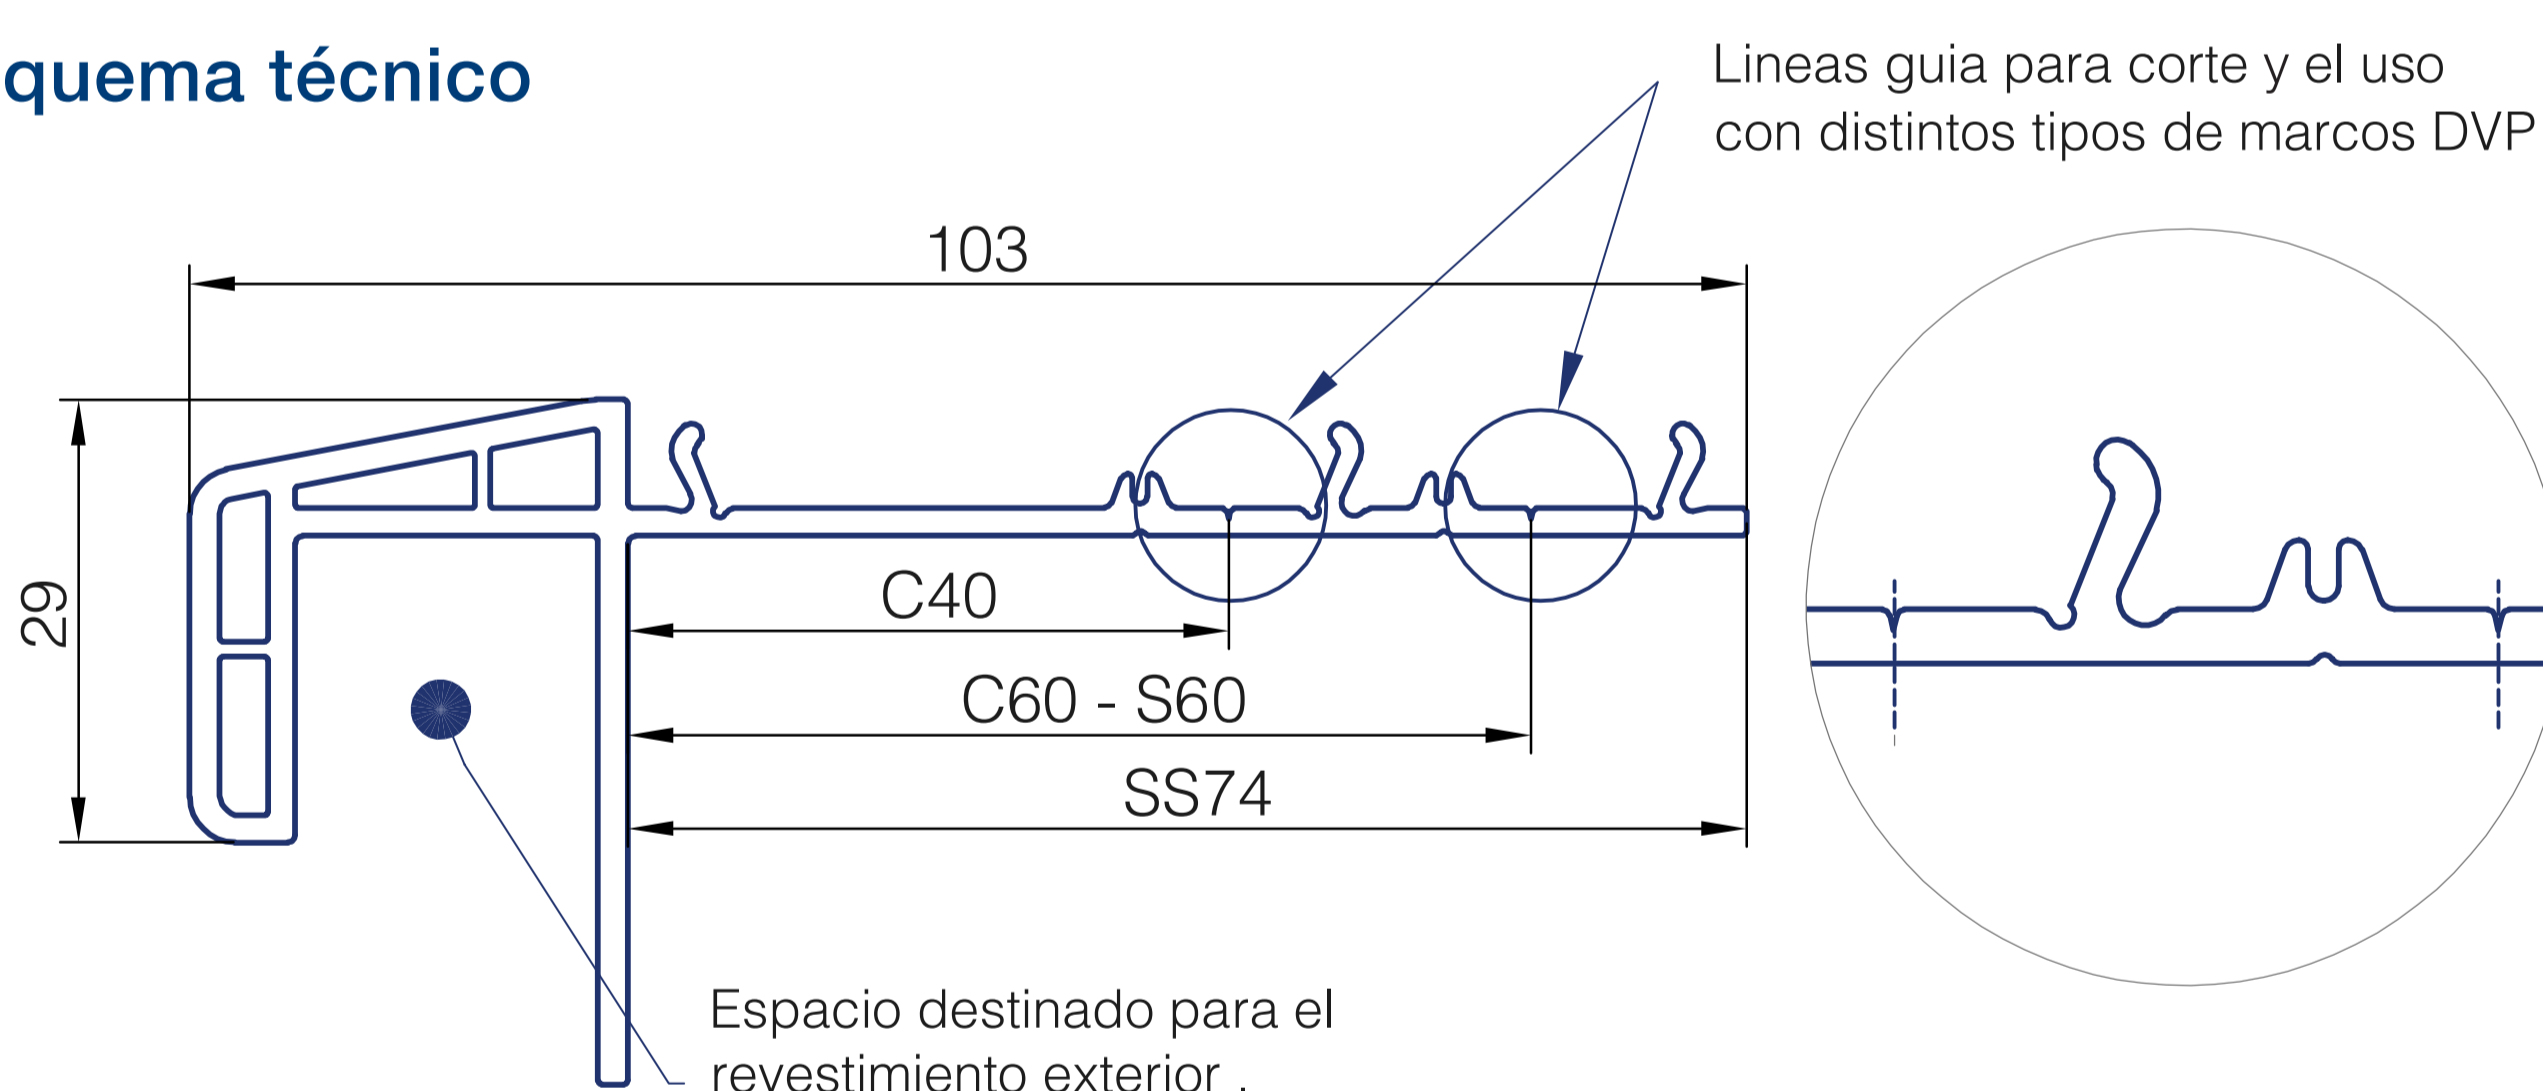 quema técnico
Lineas guia para corte y el uso
con distintos tipos de marcos DVP
103
29
C40
C60 - S60
SS74
Espacio destinado para el
revestimiento exterior .